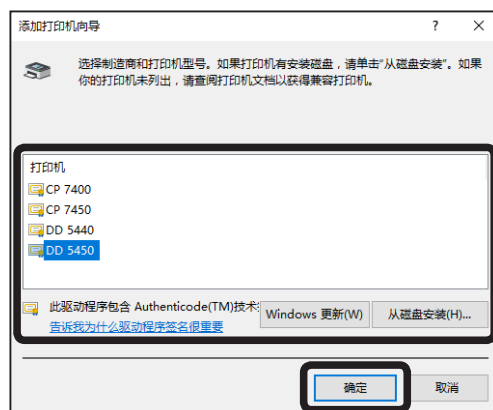 添加打印机向导
选择制造商和打印机型号。如果打印机有安装磁盘，请单击“从磁盘安装”。如果
你的打印机未列出，请查阅打印机文档以获得兼容打印机。
打印机
CP 7400
CP 7450
DD 5440
DD 5450
此驱动程序包含 Authenticode(TM)技术
Windows 更新(W)
从磁盘安装(H)...
告诉我为什么驱动程序签名很重要
确定
取消